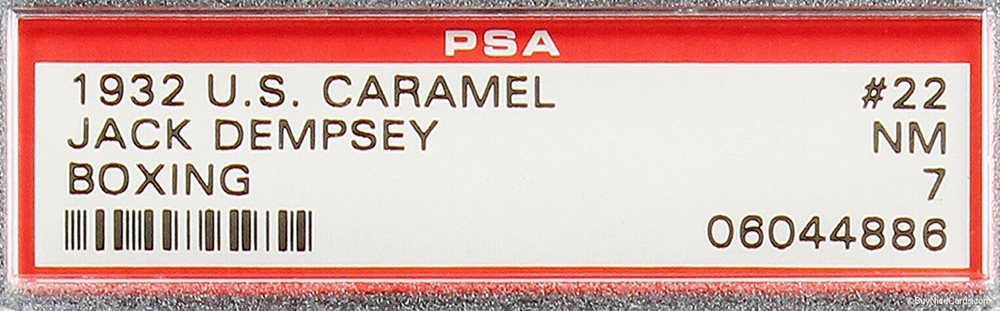 PSA
1932 U.S. CARAMEL #22
JACK DEMPSEY NM
BOXING 7
06044886
©BuyNiceCards.com